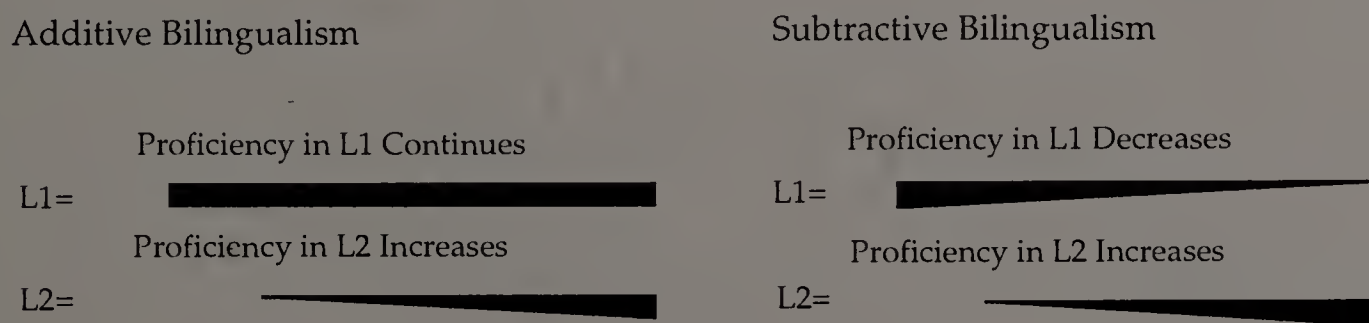 Additive Bilingualism
Proficiency in L1 Continues
L1=
Proficiency in L2 Increases
L2=
Subtractive Bilingualism
Proficiency in L1 Decreases
L1=
Proficiency in L2 Increases
L2=